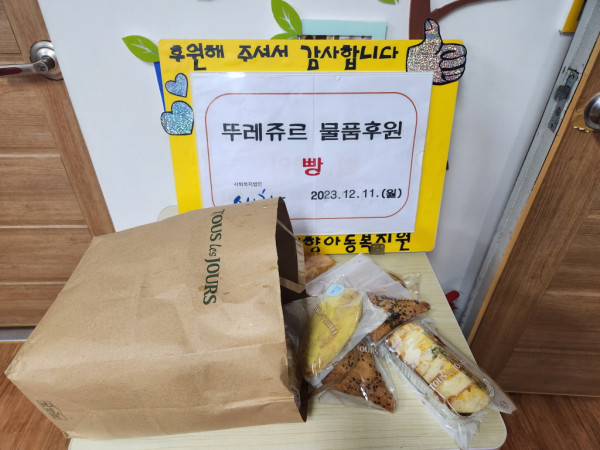 후원해 주셔서 감사합니다
뚜레쥬르 물품후원
빵
사회복지법인
2023.12.11.(월)
향아동복지원
TOUS les JOURS